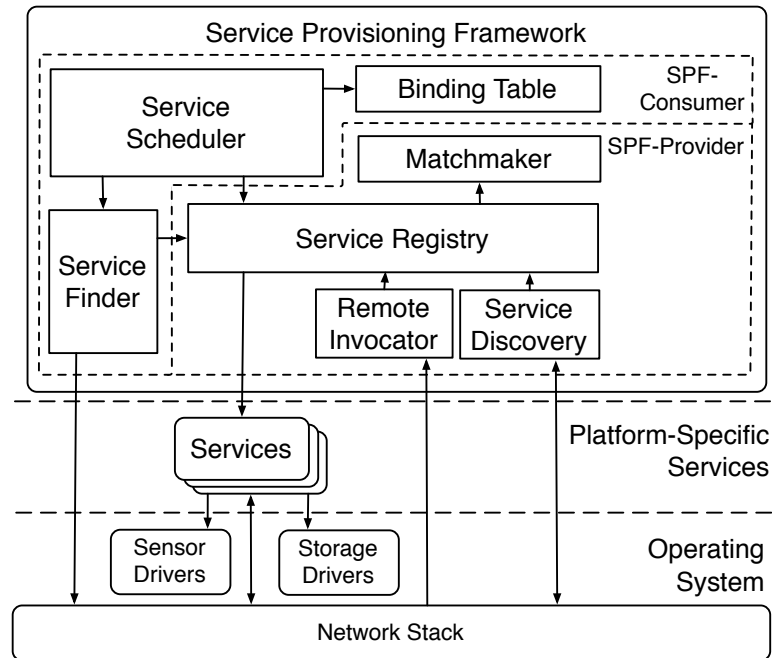 Service Provisioning Framework
Service
Scheduler
Binding Table
SPF-
Consumer
Matchmaker
SPF-Provider
Service
Finder
Service Registry
Remote
Invocator
Service
Discovery
Services
Platform-Specific
Services
Sensor
Drivers
Storage
Drivers
Operating
System
Network Stack